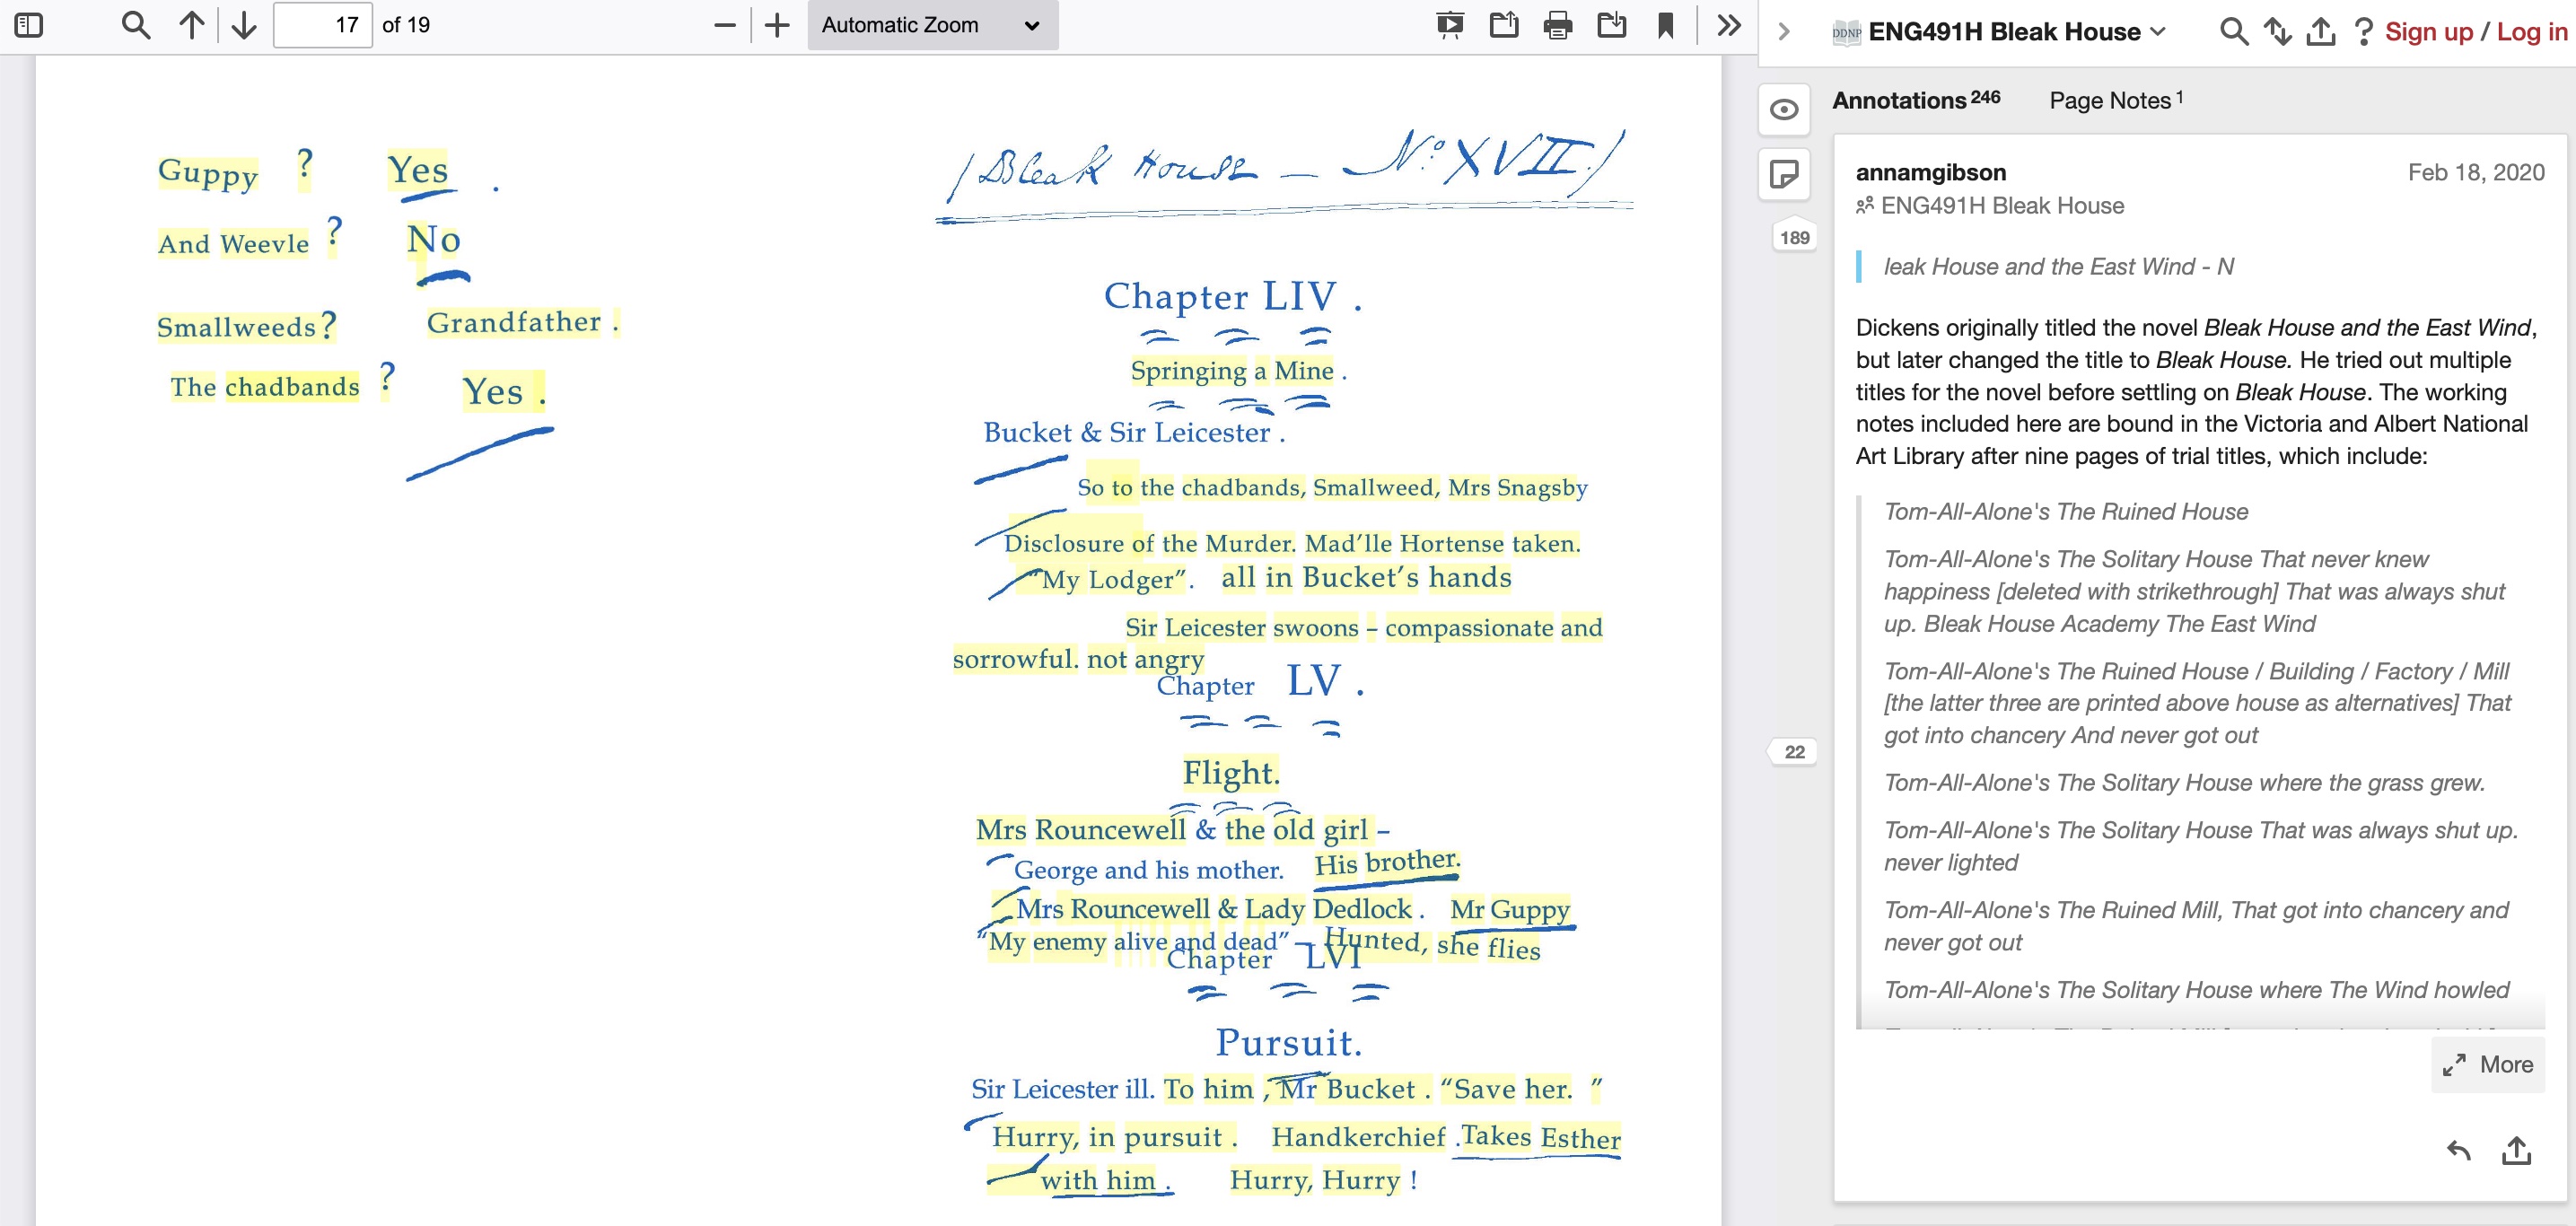 17 of 19
Automatic Zoom
Guppy ? Yes .
And Weevle ? No
Smallweeds? Grandfather .
The chadbands ? Yes .
(Bleak House — No. XVII.)
Chapter LIV .
Springing a Mine .
Bucket & Sir Leicester .
So to the chadbands, Smallweed, Mrs Snagsby
Disclosure of the Murder. Mad'lle Hortense taken.
"My Lodger". all in Bucket's hands
Sir Leicester swoons – compassionate and
sorrowful. not angry
Chapter LV .
Flight.
Mrs Rouncewell & the old girl –
George and his mother. His brother.
Mrs Rouncewell & Lady Dedlock . Mr Guppy
"My enemy alive and dead" – Hunted, she flies
Chapter LVI
Pursuit.
Sir Leicester ill. To him , Mr Bucket . "Save her. "
Hurry, in pursuit . Handkerchief . Takes Esther
with him . Hurry, Hurry !
DDNP ENG491H Bleak House
? Sign up / Log in
Annotations 246 Page Notes 1
189
22
annamgibson Feb 18, 2020
ENG491H Bleak House
leak House and the East Wind - N
Dickens originally titled the novel Bleak House and the East Wind,
but later changed the title to Bleak House. He tried out multiple
titles for the novel before settling on Bleak House. The working
notes included here are bound in the Victoria and Albert National
Art Library after nine pages of trial titles, which include:
Tom-All-Alone's The Ruined House
Tom-All-Alone's The Solitary House That never knew
happiness [deleted with strikethrough] That was always shut
up. Bleak House Academy The East Wind
Tom-All-Alone's The Ruined House / Building / Factory / Mill
[the latter three are printed above house as alternatives] That
got into chancery And never got out
Tom-All-Alone's The Solitary House where the grass grew.
Tom-All-Alone's The Solitary House That was always shut up.
never lighted
Tom-All-Alone's The Ruined Mill, That got into chancery and
never got out
Tom-All-Alone's The Solitary House where The Wind howled
More